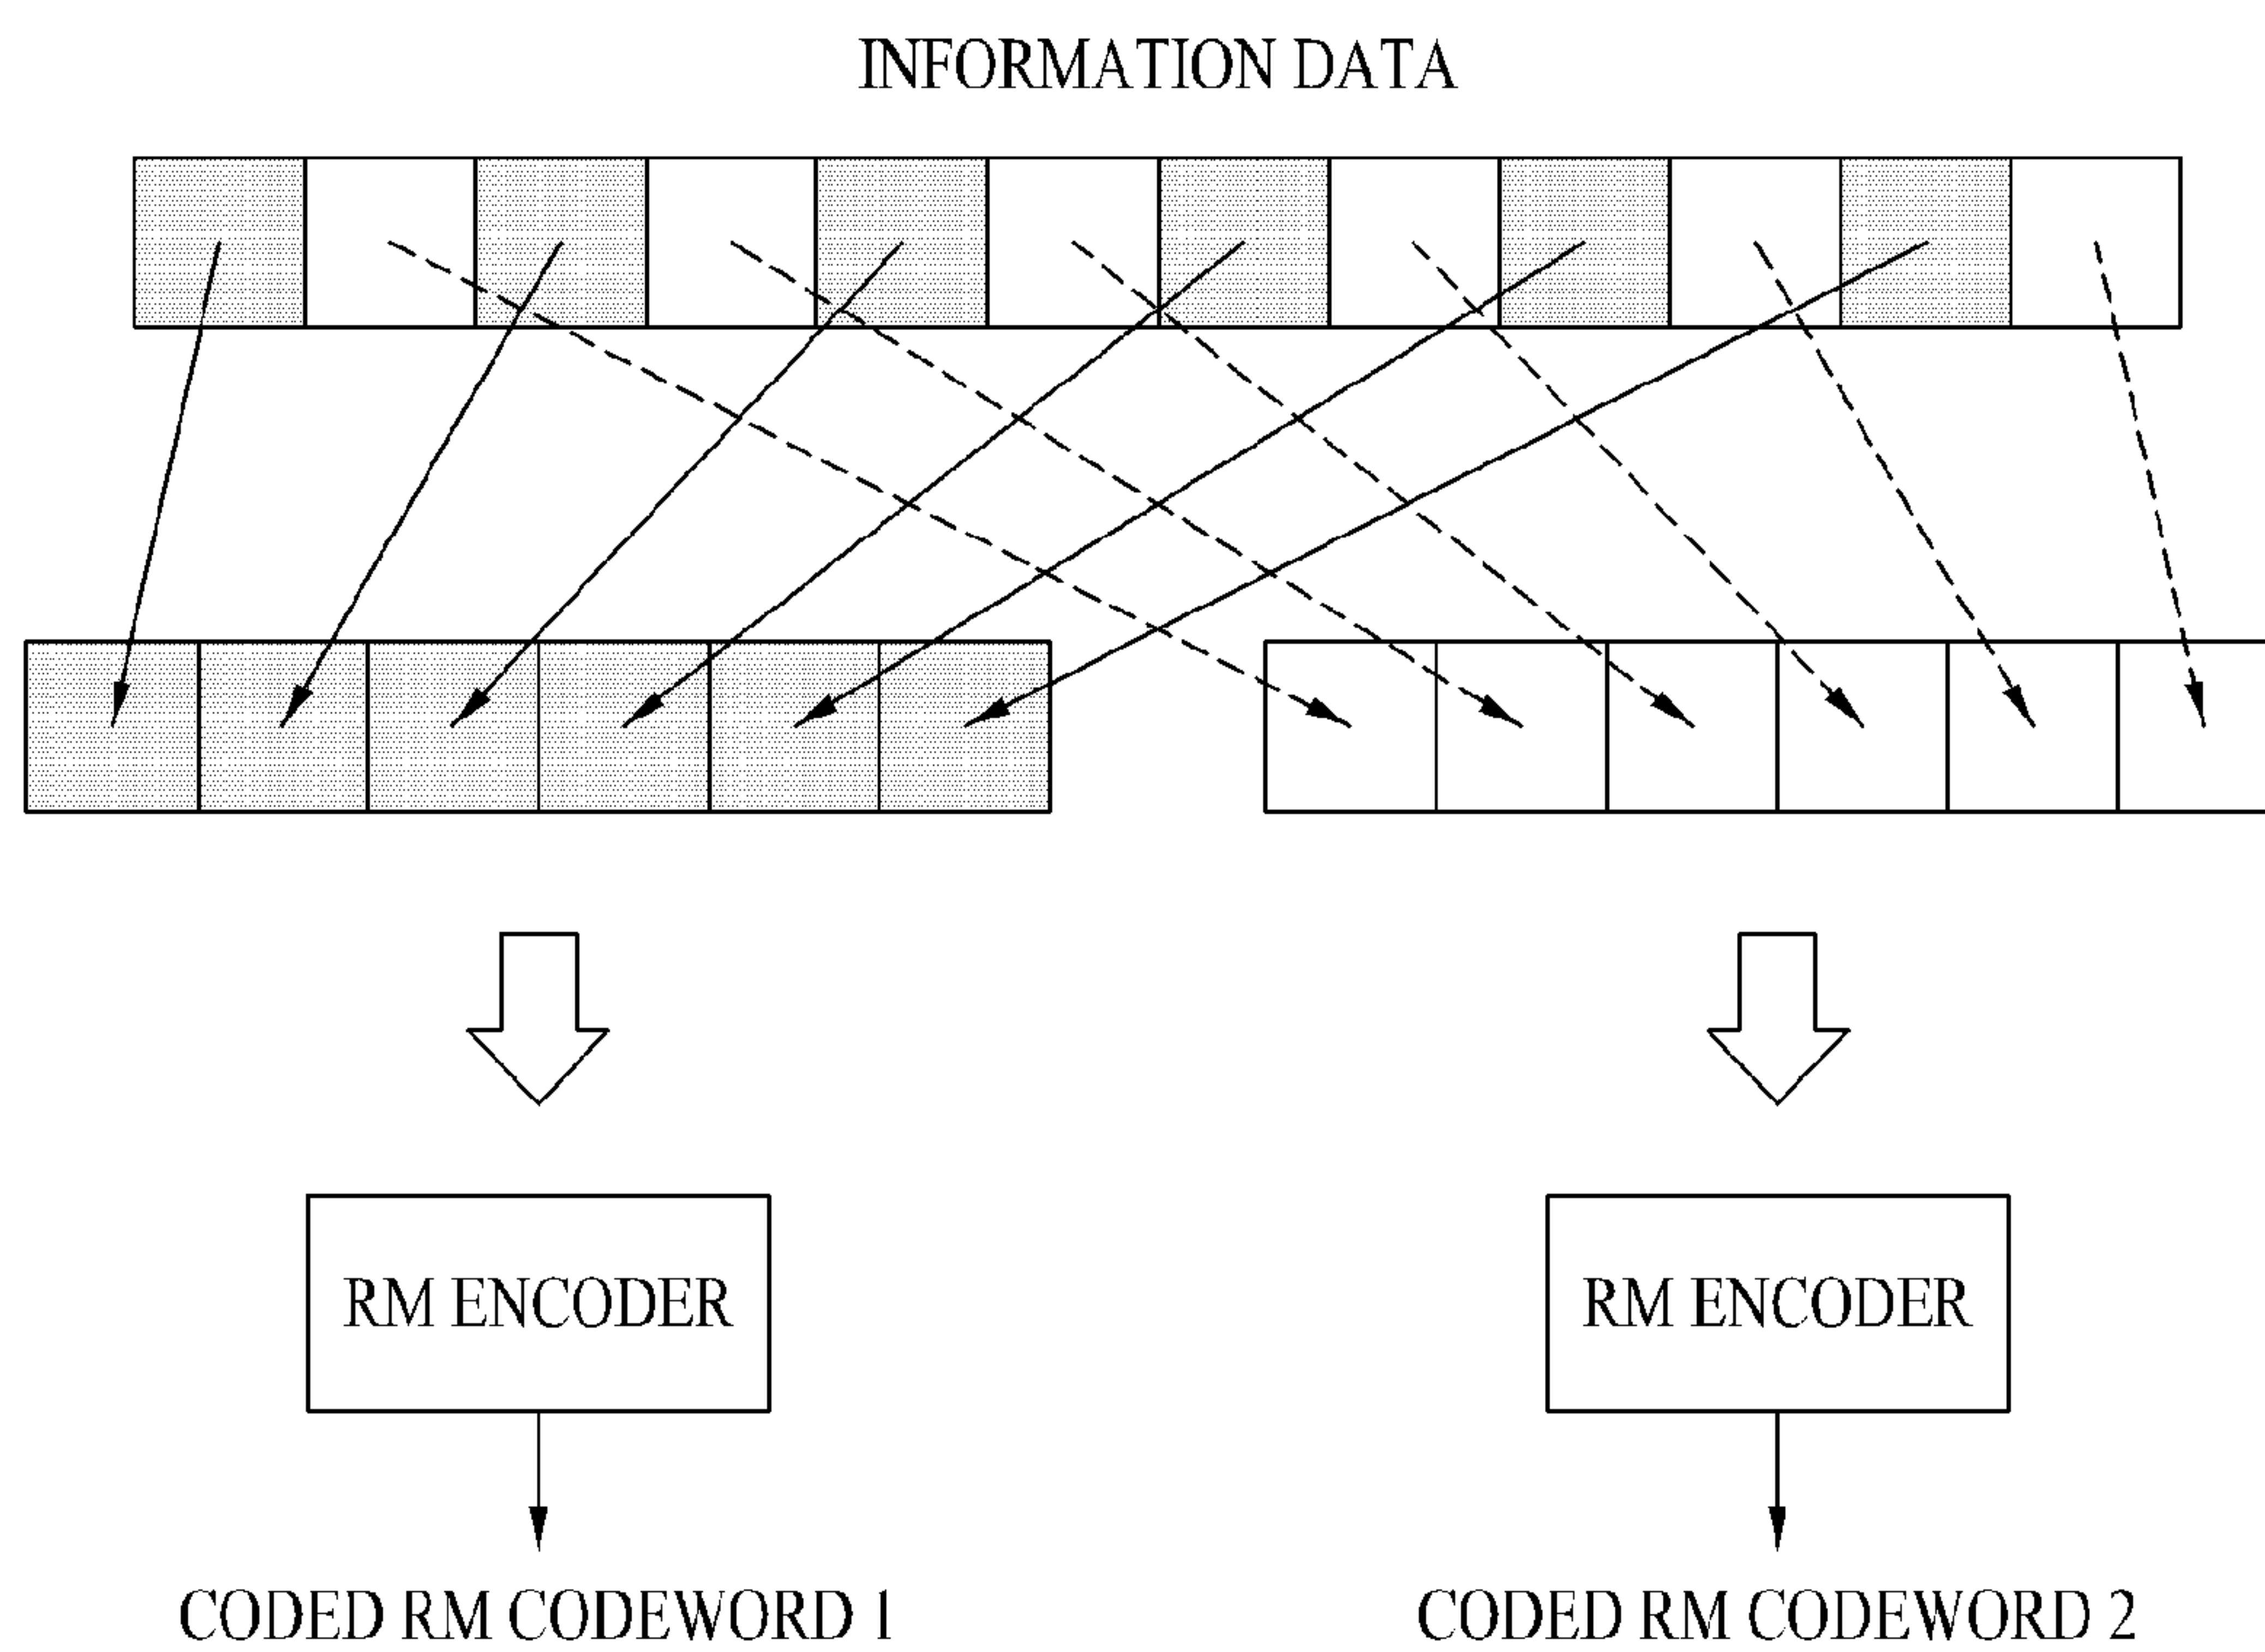 INFORMATION DATA
RM ENCODER
RM ENCODER
CODED RM CODEWORD 1
CODED RM CODEWORD 2